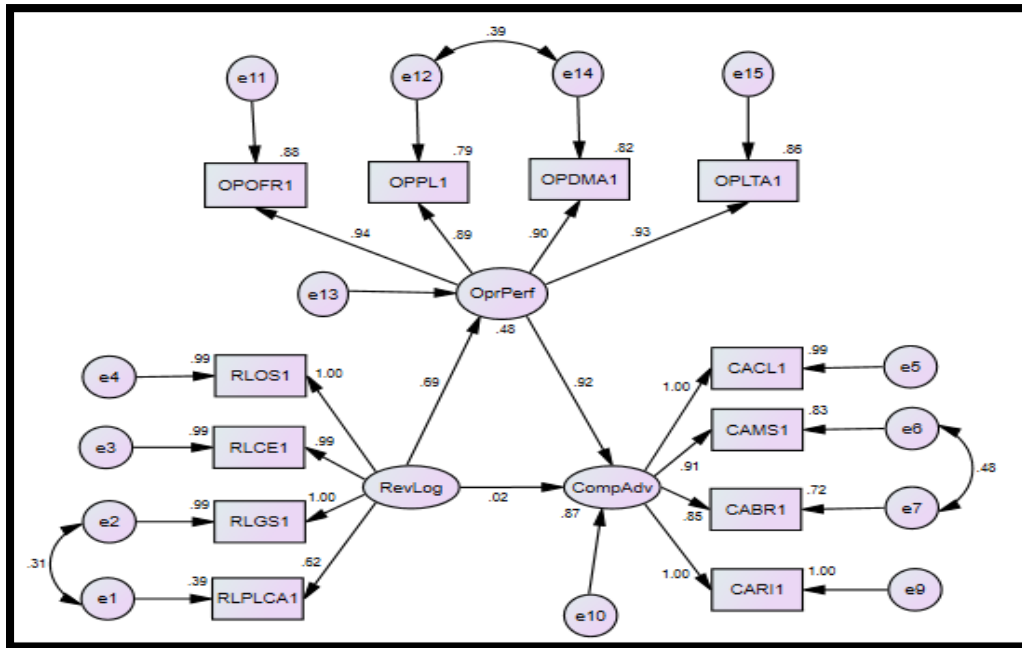 .39
e11
e12
e14
e15
.88
.79
.82
.86
OPOFR1
OPPL1
OPDMA1
OPLTA1
.94
.89
.90
.93
e13
OprPerf
.48
e4
.99
RLOS1
1.00
.69
.92
1.00
CACL1
.99
e5
e3
.99
RLCE1
.99
.91
CAMS1
.83
e6
RevLog
.02
CompAdv
.87
.48
e2
.99
RLGS1
1.00
.85
CABR1
.72
e7
.31
e1
.39
RLPLCA1
.62
e10
1.00
CARI1
1.00
e9